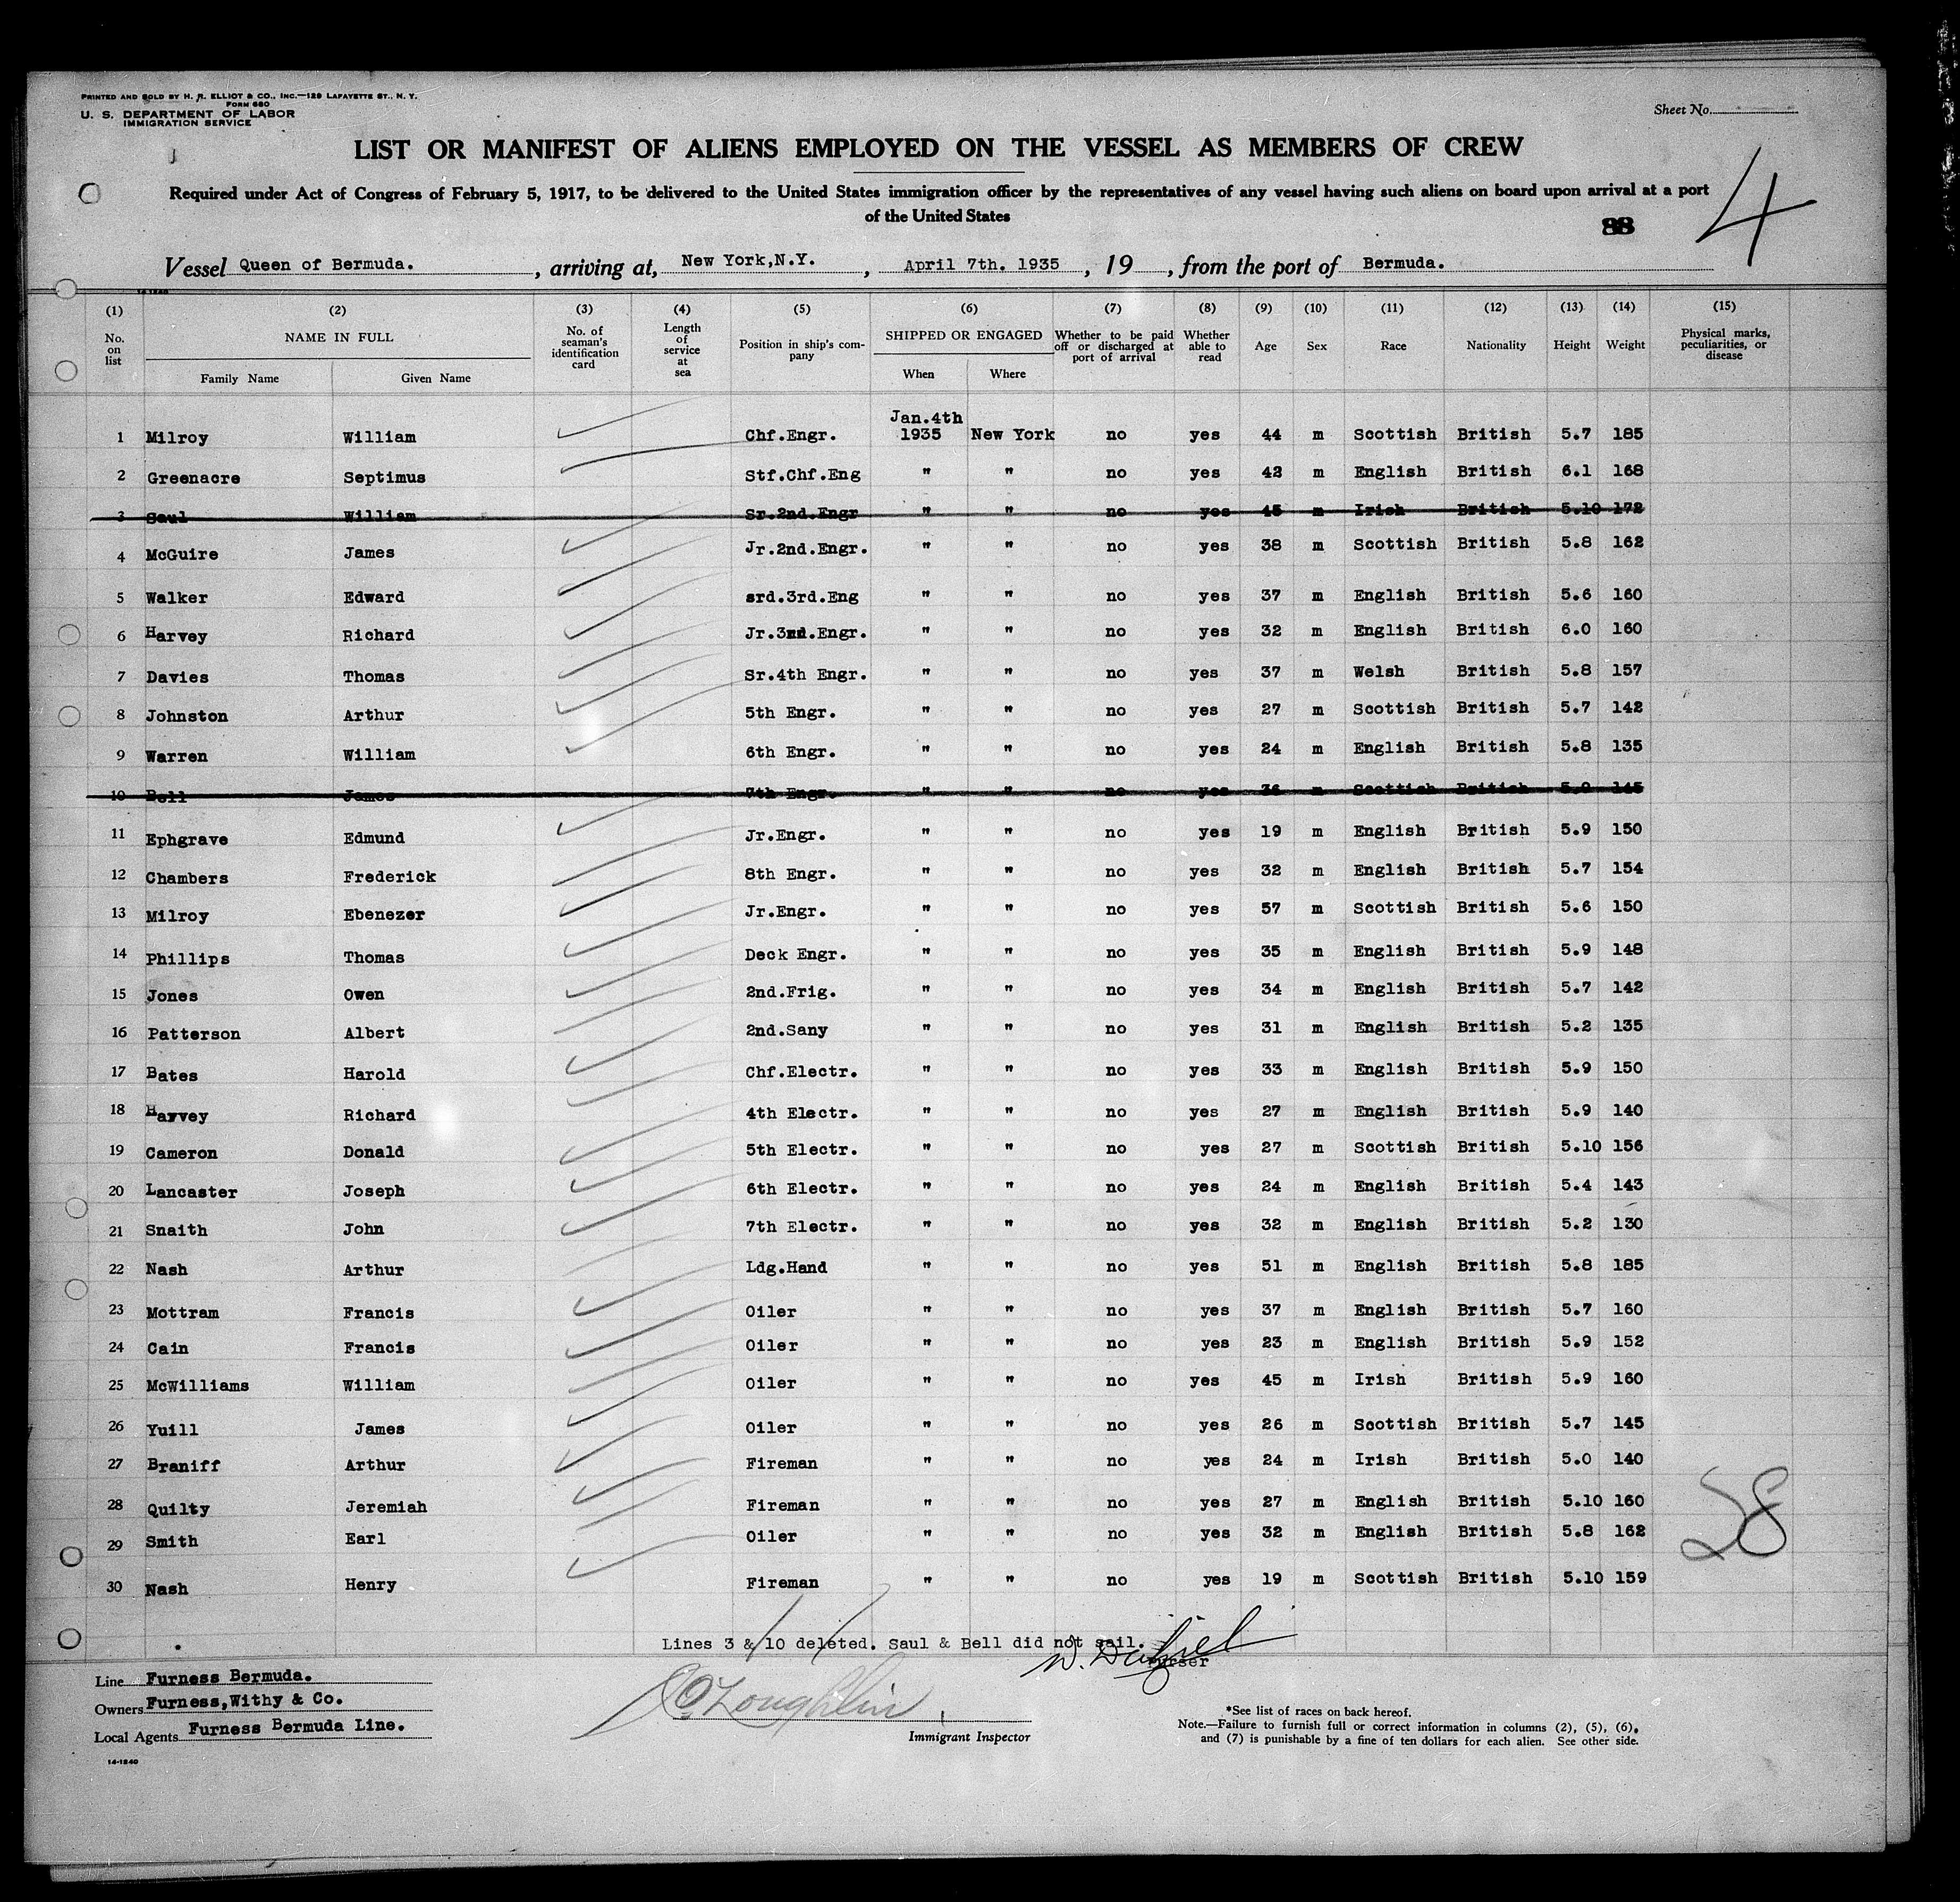 PRINTED AND SOLD BY H. R. ELLIOT & CO., INC.—129 LAFAYETTE ST., N. Y.
FORM 680
U. S. DEPARTMENT OF LABOR
IMMIGRATION SERVICE
Sheet No.
LIST OR MANIFEST OF ALIENS EMPLOYED ON THE VESSEL AS MEMBERS OF CREW
Required under Act of Congress of February 5, 1917, to be delivered to the United States immigration officer by the representatives of any vessel having such aliens on board upon arrival at a port
of the United States
88
4
Vessel Queen of Bermuda. , arriving at, New York,N.Y. , April 7th. 1935 , 19 , from the port of Bermuda.
14-1240
(1) (2) (3) (4) (5) (6) (7) (8) (9) (10) (11) (12) (13) (14) (15)
No. on list NAME IN FULL Family Name Given Name No. of seaman's identification card Length of service at sea Position in ship's company SHIPPED OR ENGAGED When Where Whether to be paid off or discharged at port of arrival Whether able to read Age Sex Race Nationality Height Weight Physical marks, peculiarities, or disease
Jan.4th
1 Milroy William Chf.Engr. 1935 New York no yes 44 m Scottish British 5.7 185
2 Greenacre Septimus Stf.Chf.Eng " " no yes 42 m English British 6.1 168
3 Saul William Sr.2nd.Engr " " no yes 45 m Irish British 5.10 172
4 McGuire James Jr.2nd.Engr. " " no yes 38 m Scottish British 5.8 162
5 Walker Edward srd.3rd.Eng " " no yes 37 m English British 5.6 160
6 Harvey Richard Jr.3rd.Engr. " " no yes 32 m English British 6.0 160
7 Davies Thomas Sr.4th Engr. " " no yes 37 m Welsh British 5.8 157
8 Johnston Arthur 5th Engr. " " no yes 27 m Scottish British 5.7 142
9 Warren William 6th Engr. " " no yes 24 m English British 5.8 135
10 Bell James 7th Engr. " " no yes 36 m Scottish British 5.9 145
11 Ephgrave Edmund Jr.Engr. " " no yes 19 m English British 5.9 150
12 Chambers Frederick 8th Engr. " " no yes 32 m English British 5.7 154
13 Milroy Ebenezer Jr.Engr. " " no yes 57 m Scottish British 5.6 150
14 Phillips Thomas Deck Engr. " " no yes 35 m English British 5.9 148
15 Jones Owen 2nd.Frig. " " no yes 34 m English British 5.7 142
16 Patterson Albert 2nd.Sany " " no yes 31 m English British 5.2 135
17 Bates Harold Chf.Electr. " " no yes 33 m English British 5.9 150
18 Harvey Richard 4th Electr. " " no yes 27 m English British 5.9 140
19 Cameron Donald 5th Electr. " " no yes 27 m Scottish British 5.10 156
20 Lancaster Joseph 6th Electr. " " no yes 24 m English British 5.4 143
21 Snaith John 7th Electr. " " no yes 32 m English British 5.2 130
22 Nash Arthur Ldg.Hand " " no yes 51 m English British 5.8 185
23 Mottram Francis Oiler " " no yes 37 m English British 5.7 160
24 Cain Francis Oiler " " no yes 23 m English British 5.9 152
25 McWilliams William Oiler " " no yes 45 m Irish British 5.9 160
26 Yuill James Oiler " " no yes 26 m Scottish British 5.7 145
27 Braniff Arthur Fireman " " no yes 24 m Irish British 5.0 140
28 Quilty Jeremiah Fireman " " no yes 27 m English British 5.10 160
29 Smith Earl Oiler " " no yes 32 m English British 5.8 162
30 Nash Henry Fireman " " no yes 19 m Scottish British 5.10 159
28
Lines 3 & 10 deleted. Saul & Bell did not sail.
Purser
Line Furness Bermuda.
Owners Furness,Withy & Co.
Local Agents Furness Bermuda Line.
14-1240
O'Loughlin
Immigrant Inspector
*See list of races on back hereof.
Note.—Failure to furnish full or correct information in columns (2), (5), (6),
and (7) is punishable by a fine of ten dollars for each alien. See other side.